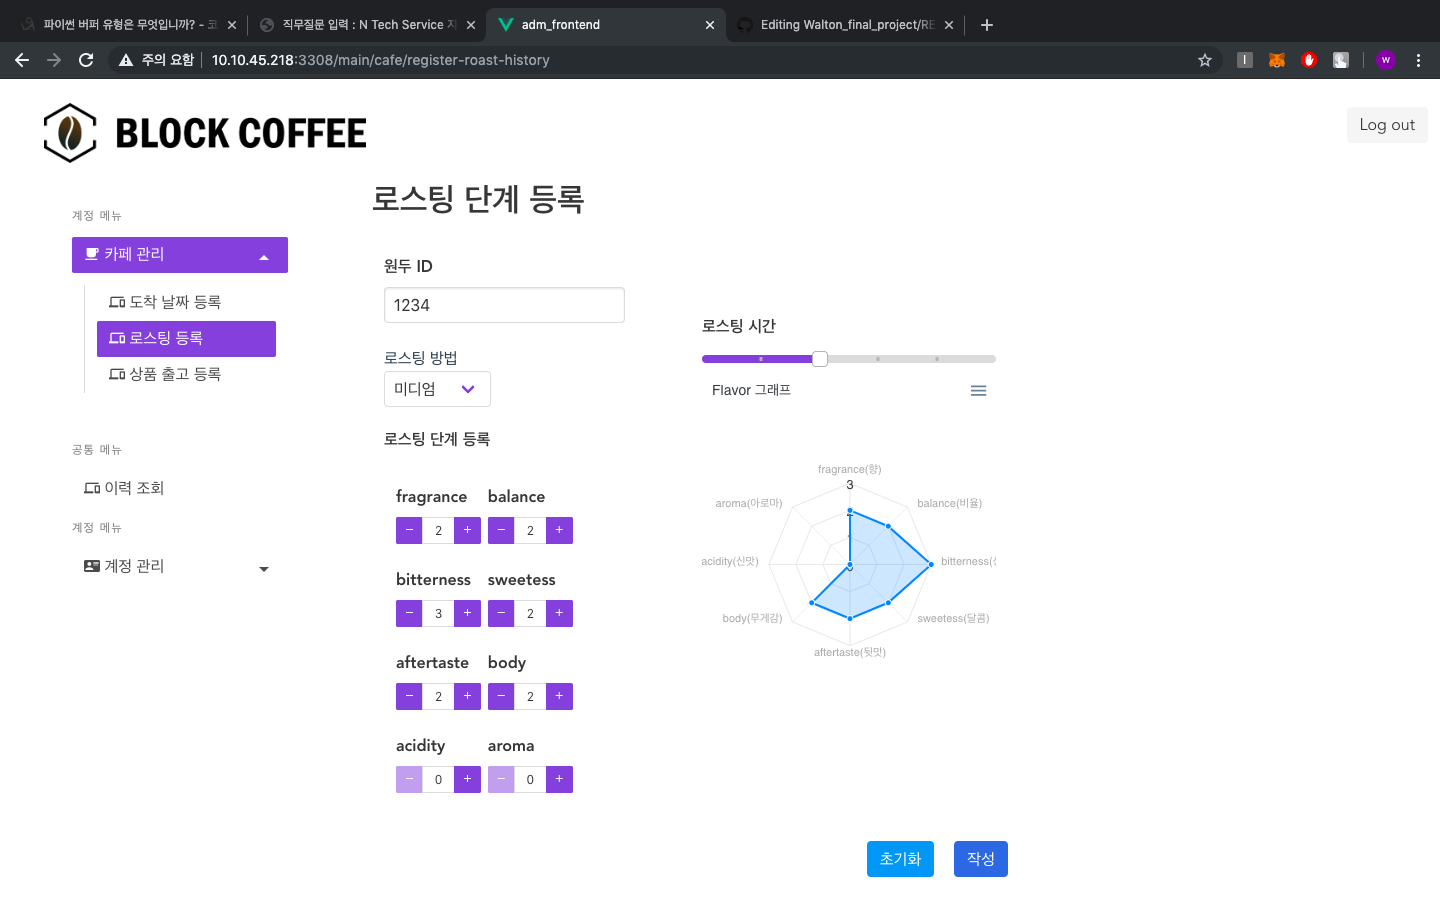 파이썬 버퍼 유형은 무엇입니까? - 코
직무질문 입력 : N Tech Service 지
adm_frontend
Editing Walton_final_project/RE
주의 요함
10.10.45.218:3308/main/cafe/register-roast-history
W
BLOCK COFFEE
Log out
로스팅 단계 등록
계정 메뉴
카페 관리
도착 날짜 등록
로스팅 등록
상품 출고 등록
공통 메뉴
이력 조회
계정 메뉴
계정 관리
원두 ID
1234
로스팅 방법
미디엄
로스팅 단계 등록
fragrance balance
− 2 + − 2 +
bitterness sweetess
− 3 + − 2 +
aftertaste body
− 2 + − 2 +
acidity aroma
− 0 + − 0 +
로스팅 시간
Flavor 그래프
fragrance(향)
3
aroma(아로마)
balance(비율)
acidity(신맛)
bitterness(
body(무게감)
sweetess(달콤)
aftertaste(뒷맛)
초기화
작성